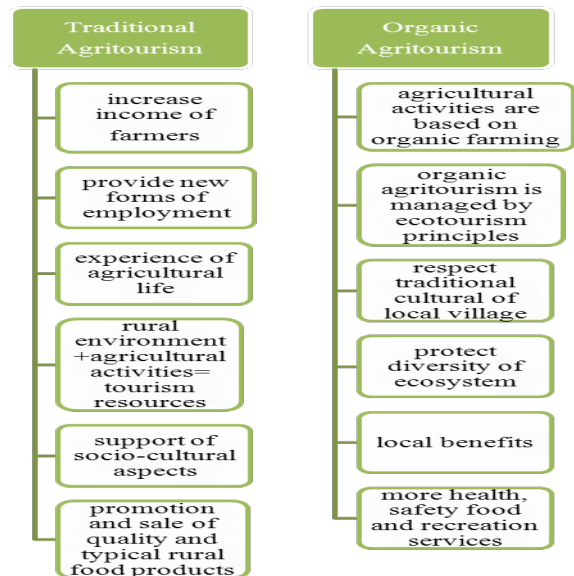 Traditional
Agritourism
increase
income of
farmers
provide new
forms of
employment
experience of
agricultural
life
rural
environment
+agricultural
activities=
tourism
resources
support of
socio-cultural
aspects
promotion
and sale of
quality and
typical rural
food products
Organic
Agritourism
agricultural
activities are
based on
organic farming
organic
agritourism is
managed by
ecotourism
principles
respect
traditional
cultural of
local village
protect
diversity of
ecosystem
local benefits
more health,
safety food
and recreation
services